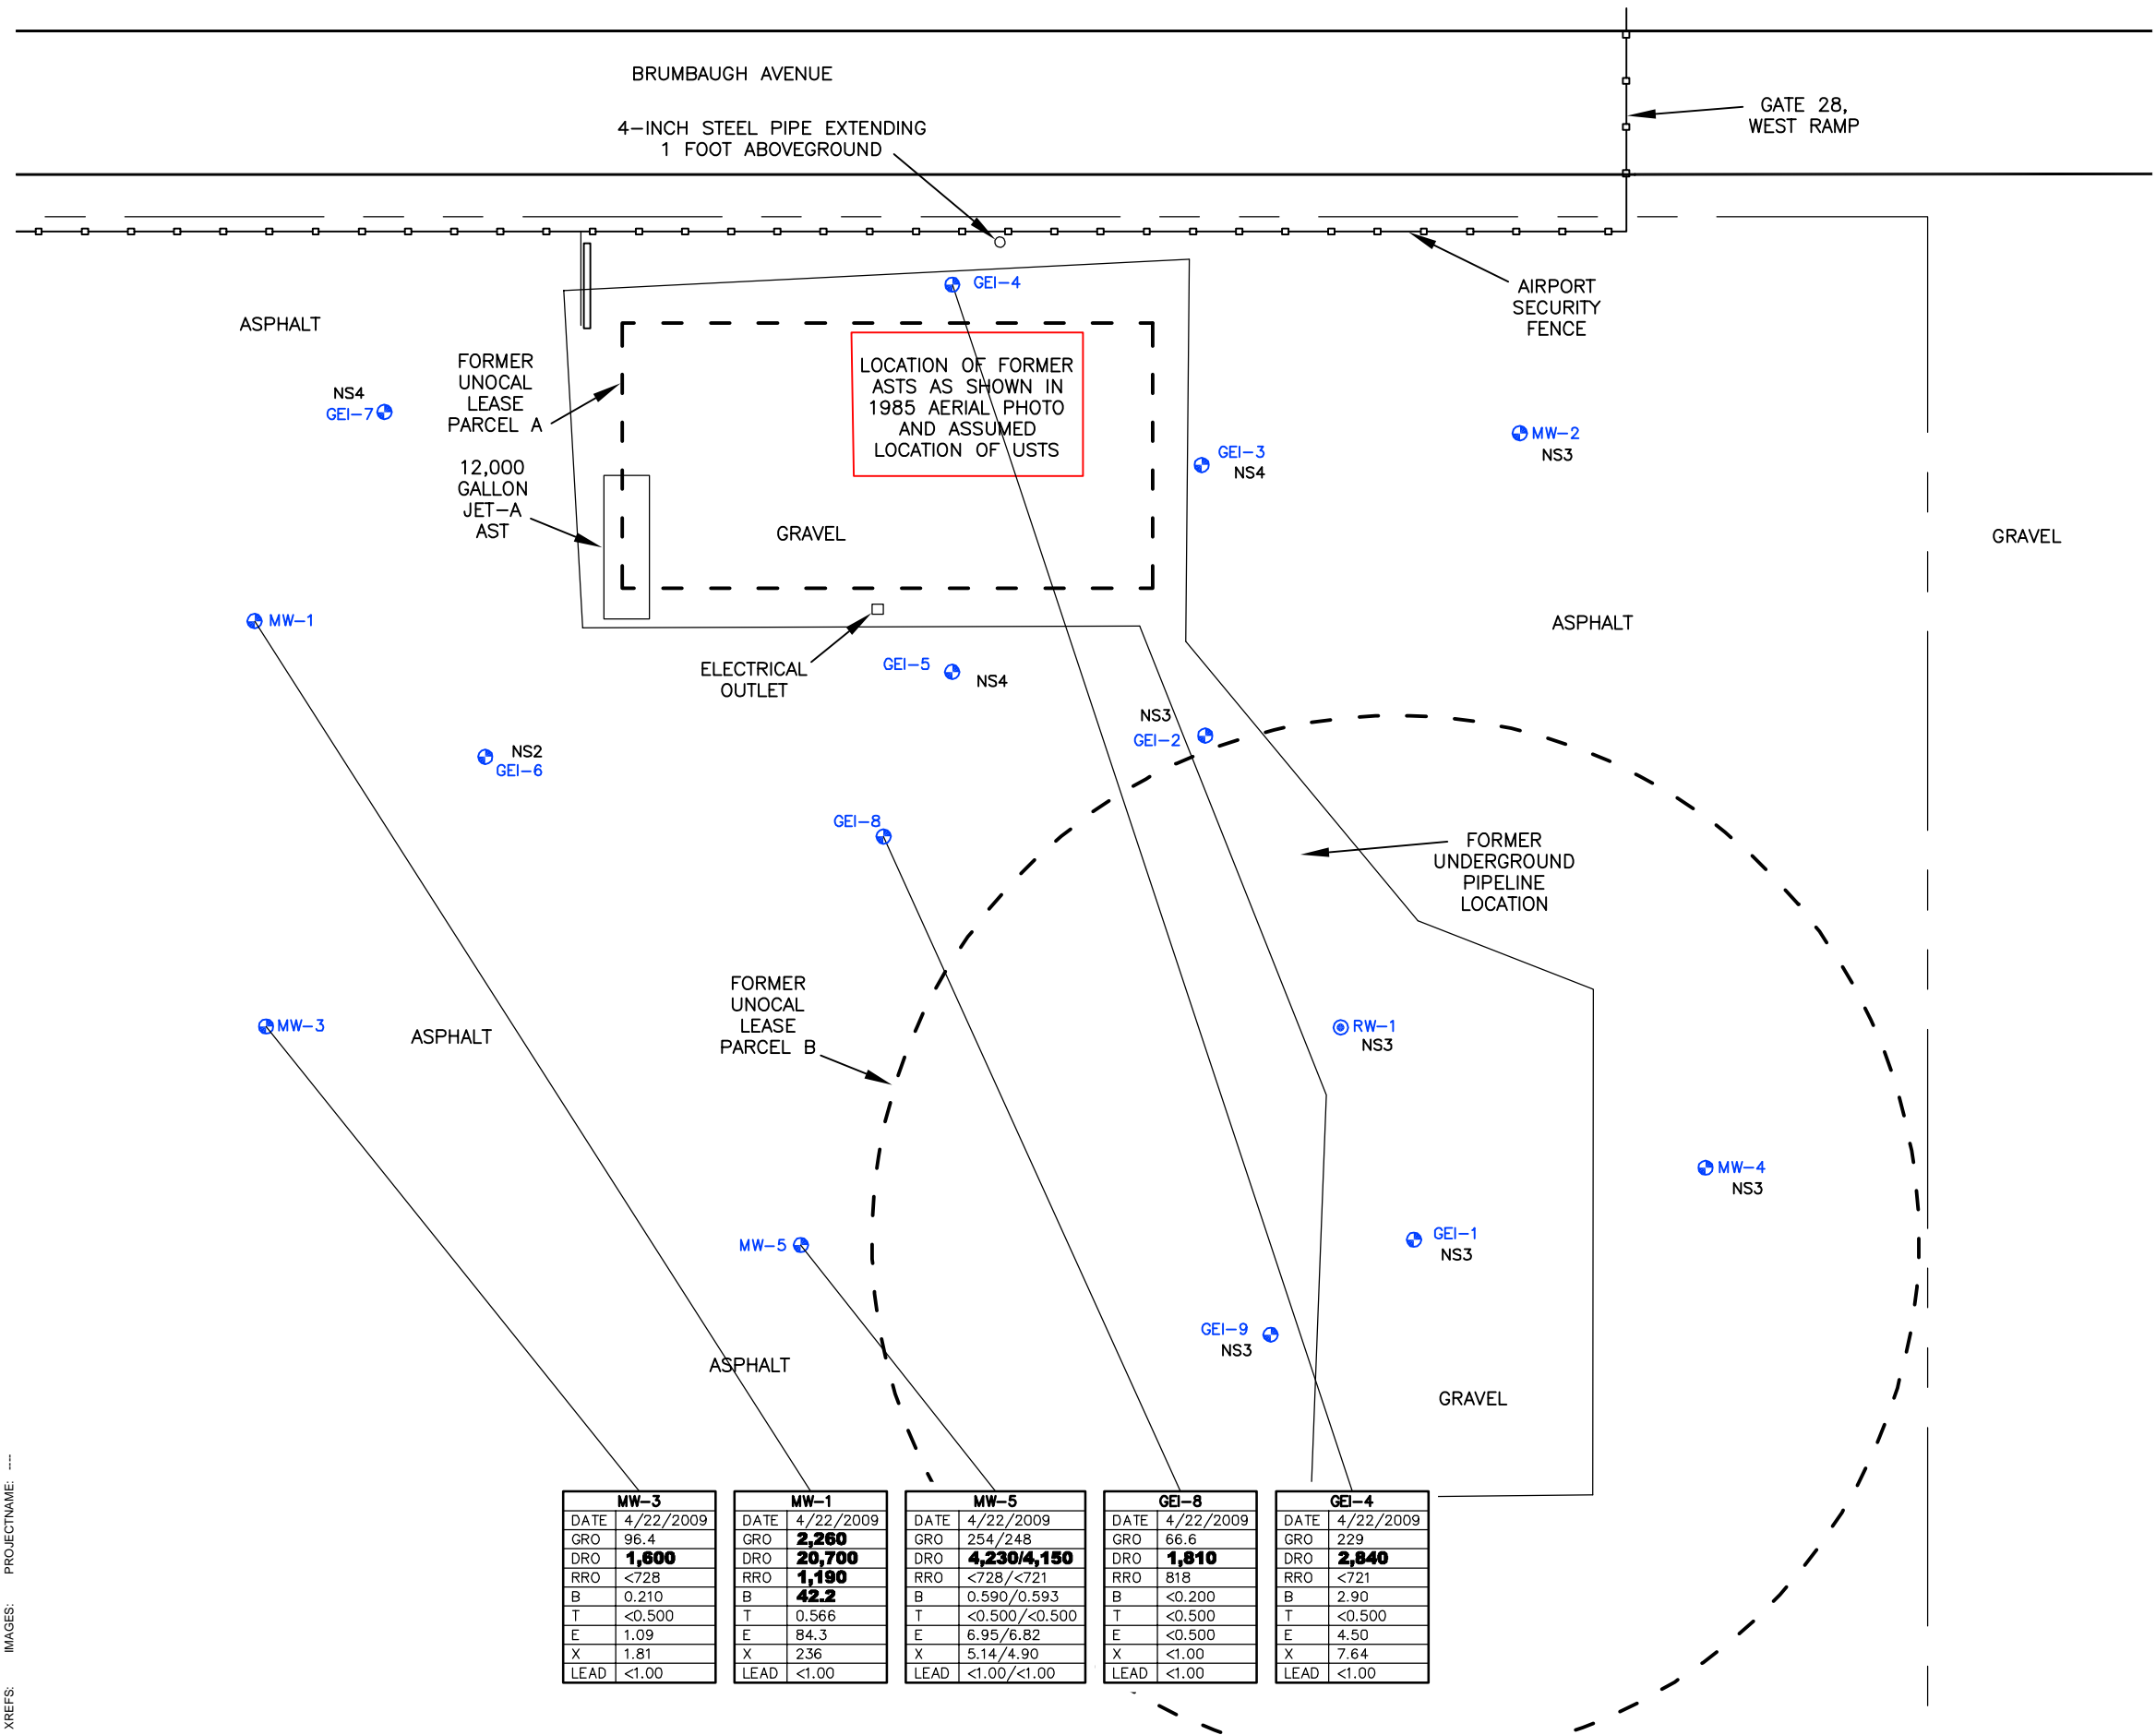 BRUMBAUGH AVENUE
4-INCH STEEL PIPE EXTENDING
1 FOOT ABOVEGROUND
GATE 28,
WEST RAMP
AIRPORT
SECURITY
FENCE
GEI-4
ASPHALT
FORMER
UNOCAL
LEASE
PARCEL A
LOCATION OF FORMER
ASTS AS SHOWN IN
1985 AERIAL PHOTO
AND ASSUMED
LOCATION OF USTS
NS4
GEI-7
MW-2
NS3
GEI-3
NS4
12,000
GALLON
JET-A
AST
GRAVEL
GRAVEL
MW-1
ASPHALT
ELECTRICAL
OUTLET
GEI-5
NS4
NS3
GEI-2
NS2
GEI-6
GEI-8
FORMER
UNDERGROUND
PIPELINE
LOCATION
FORMER
UNOCAL
LEASE
PARCEL B
MW-3
ASPHALT
RW-1
NS3
MW-4
NS3
MW-5
GEI-1
NS3
GEI-9
NS3
ASPHALT
GRAVEL
MW-3
DATE 4/22/2009
GRO 96.4
DRO 1,600
RRO <728
B 0.210
T <0.500
E 1.09
X 1.81
LEAD <1.00
MW-1
DATE 4/22/2009
GRO 2,260
DRO 20,700
RRO 1,190
B 42.2
T 0.566
E 84.3
X 236
LEAD <1.00
MW-5
DATE 4/22/2009
GRO 254/248
DRO 4,230/4,150
RRO <728/<721
B 0.590/0.593
T <0.500/<0.500
E 6.95/6.82
X 5.14/4.90
LEAD <1.00/<1.00
GEI-8
DATE 4/22/2009
GRO 66.6
DRO 1,810
RRO 818
B <0.200
T <0.500
E <0.500
X <1.00
LEAD <1.00
GEI-4
DATE 4/22/2009
GRO 229
DRO 2,840
RRO <721
B 2.90
T <0.500
E 4.50
X 7.64
LEAD <1.00
XREFS: IMAGES: PROJECTNAME: ----